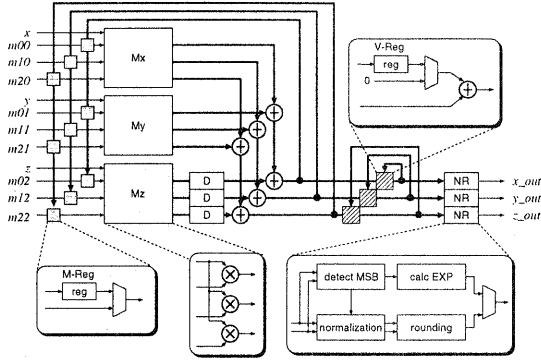 x
m00
m10
m20
Mx
y
m01
m11
m21
My
z
m02
m12
m22
Mz
D
D
V-Reg
reg
0
NR
NR
NR
x_out
y_out
z_out
M-Reg
reg
detect MSB
calc EXP
normalization
rounding